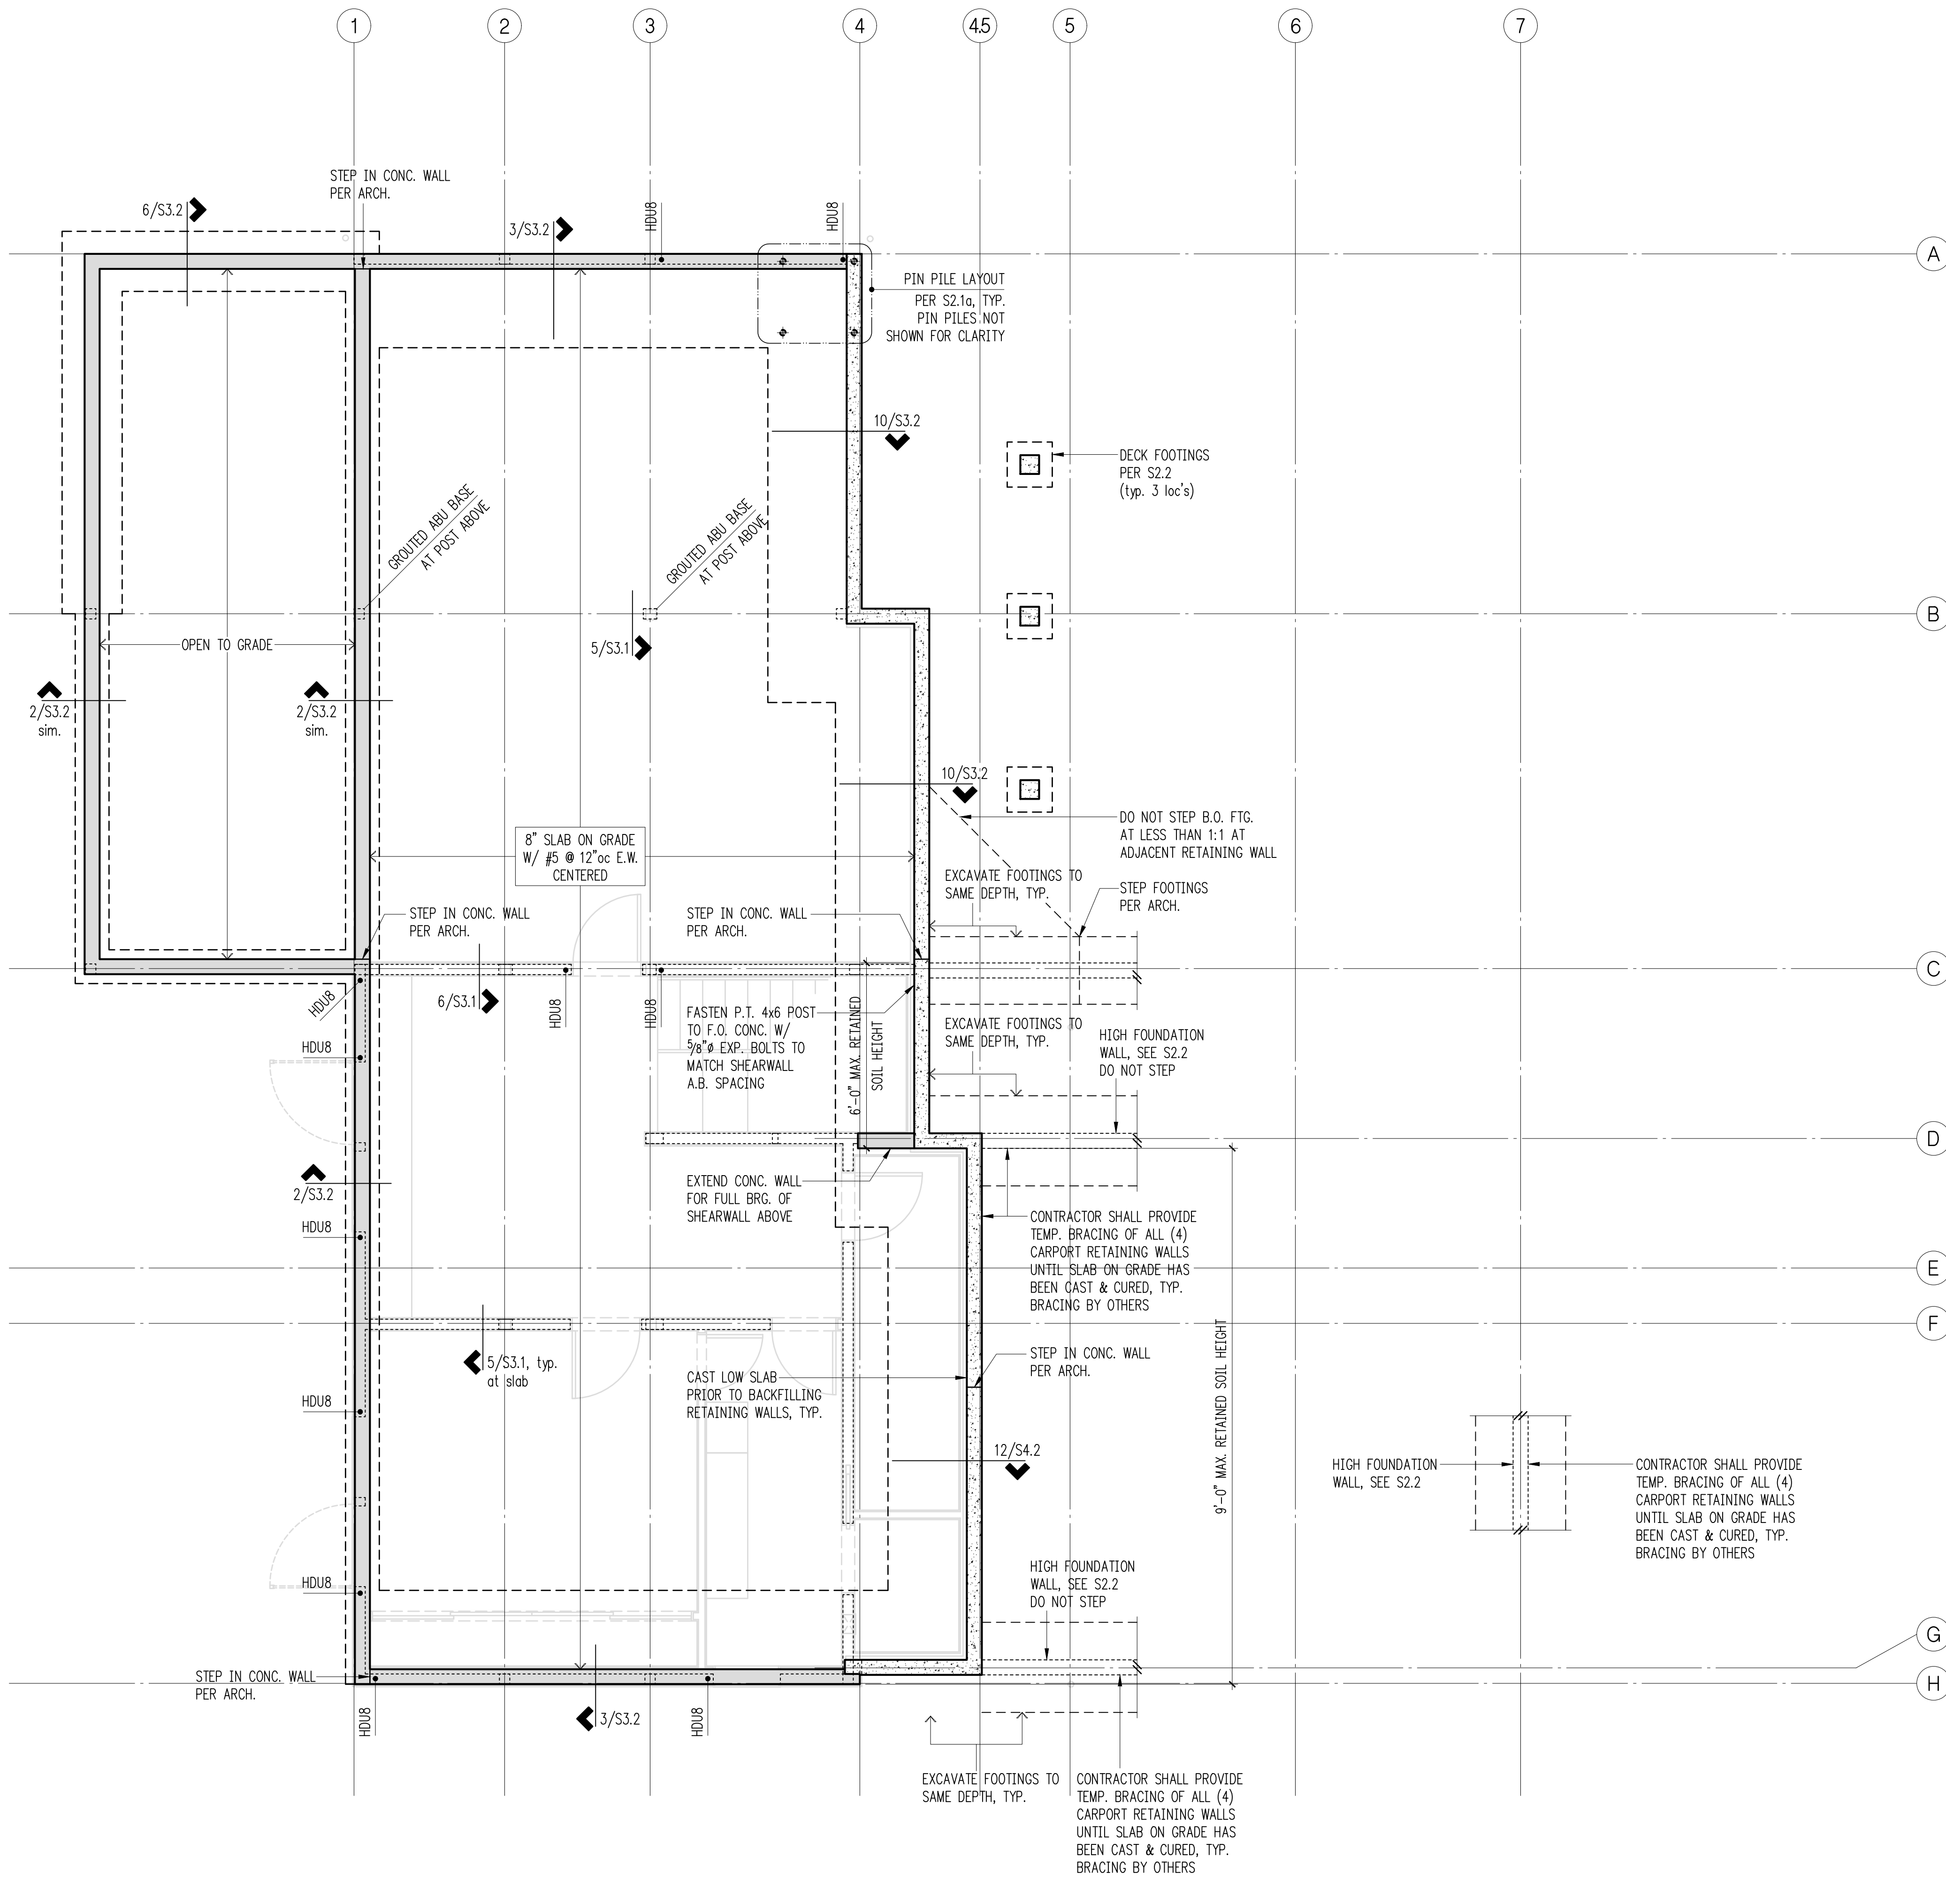 1
2
3
4
4.5
5
6
7
STEP IN CONC. WALL
PER ARCH.
6/S3.2
3/S3.2
HDU8
HDU8
A
PIN PILE LAYOUT
PER S2.1a, TYP.
PIN PILES NOT
SHOWN FOR CLARITY
10/S3.2
DECK FOOTINGS
PER S2.2
(typ. 3 loc's)
GROUTED ABU BASE
AT POST ABOVE
GROUTED ABU BASE
AT POST ABOVE
B
OPEN TO GRADE
5/S3.1
2/S3.2
sim.
2/S3.2
sim.
10/S3.2
DO NOT STEP B.O. FTG.
AT LESS THAN 1:1 AT
ADJACENT RETAINING WALL
8" SLAB ON GRADE
W/ #5 @ 12"oc E.W.
CENTERED
EXCAVATE FOOTINGS TO
SAME DEPTH, TYP.
STEP FOOTINGS
PER ARCH.
STEP IN CONC. WALL
PER ARCH.
STEP IN CONC. WALL
PER ARCH.
C
HDU8
6/S3.1
HDU8
HDU8
FASTEN P.T. 4x6 POST
TO F.O. CONC. W/
5/8"ø EXP. BOLTS TO
MATCH SHEARWALL
A.B. SPACING
6'-0" MAX. RETAINED
SOIL HEIGHT
EXCAVATE FOOTINGS TO
SAME DEPTH, TYP.
HIGH FOUNDATION
WALL, SEE S2.2
DO NOT STEP
HDU8
D
2/S3.2
EXTEND CONC. WALL
FOR FULL BRG. OF
SHEARWALL ABOVE
HDU8
CONTRACTOR SHALL PROVIDE
TEMP. BRACING OF ALL (4)
CARPORT RETAINING WALLS
UNTIL SLAB ON GRADE HAS
BEEN CAST & CURED, TYP.
BRACING BY OTHERS
E
F
5/S3.1, typ.
at slab
STEP IN CONC. WALL
PER ARCH.
CAST LOW SLAB
PRIOR TO BACKFILLING
RETAINING WALLS, TYP.
HDU8
9'-0" MAX. RETAINED SOIL HEIGHT
12/S4.2
HIGH FOUNDATION
WALL, SEE S2.2
CONTRACTOR SHALL PROVIDE
TEMP. BRACING OF ALL (4)
CARPORT RETAINING WALLS
UNTIL SLAB ON GRADE HAS
BEEN CAST & CURED, TYP.
BRACING BY OTHERS
HDU8
HIGH FOUNDATION
WALL, SEE S2.2
DO NOT STEP
G
STEP IN CONC. WALL
PER ARCH.
H
HDU8
3/S3.2
HDU8
EXCAVATE FOOTINGS TO
SAME DEPTH, TYP.
CONTRACTOR SHALL PROVIDE
TEMP. BRACING OF ALL (4)
CARPORT RETAINING WALLS
UNTIL SLAB ON GRADE HAS
BEEN CAST & CURED, TYP.
BRACING BY OTHERS